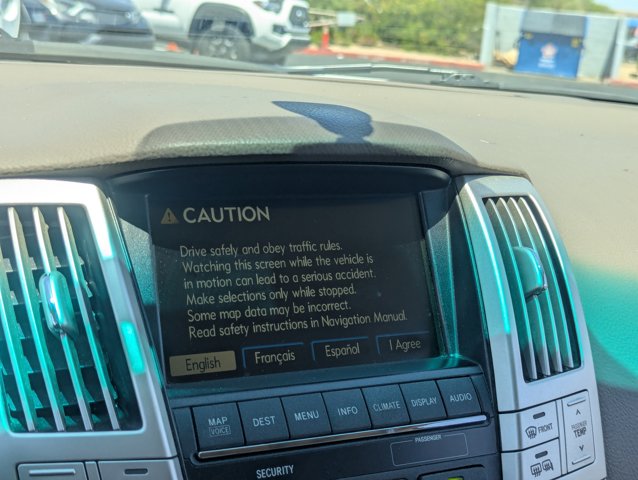 CAUTION
Drive safely and obey traffic rules.
Watching this screen while the vehicle is
in motion can lead to a serious accident.
Make selections only while stopped.
Some map data may be incorrect.
Read safety instructions in Navigation Manual.
English Français Español I Agree
MAP VOICE DEST MENU INFO CLIMATE DISPLAY AUDIO
PASSENGER
SECURITY
FRONT
PASSENGER TEMP